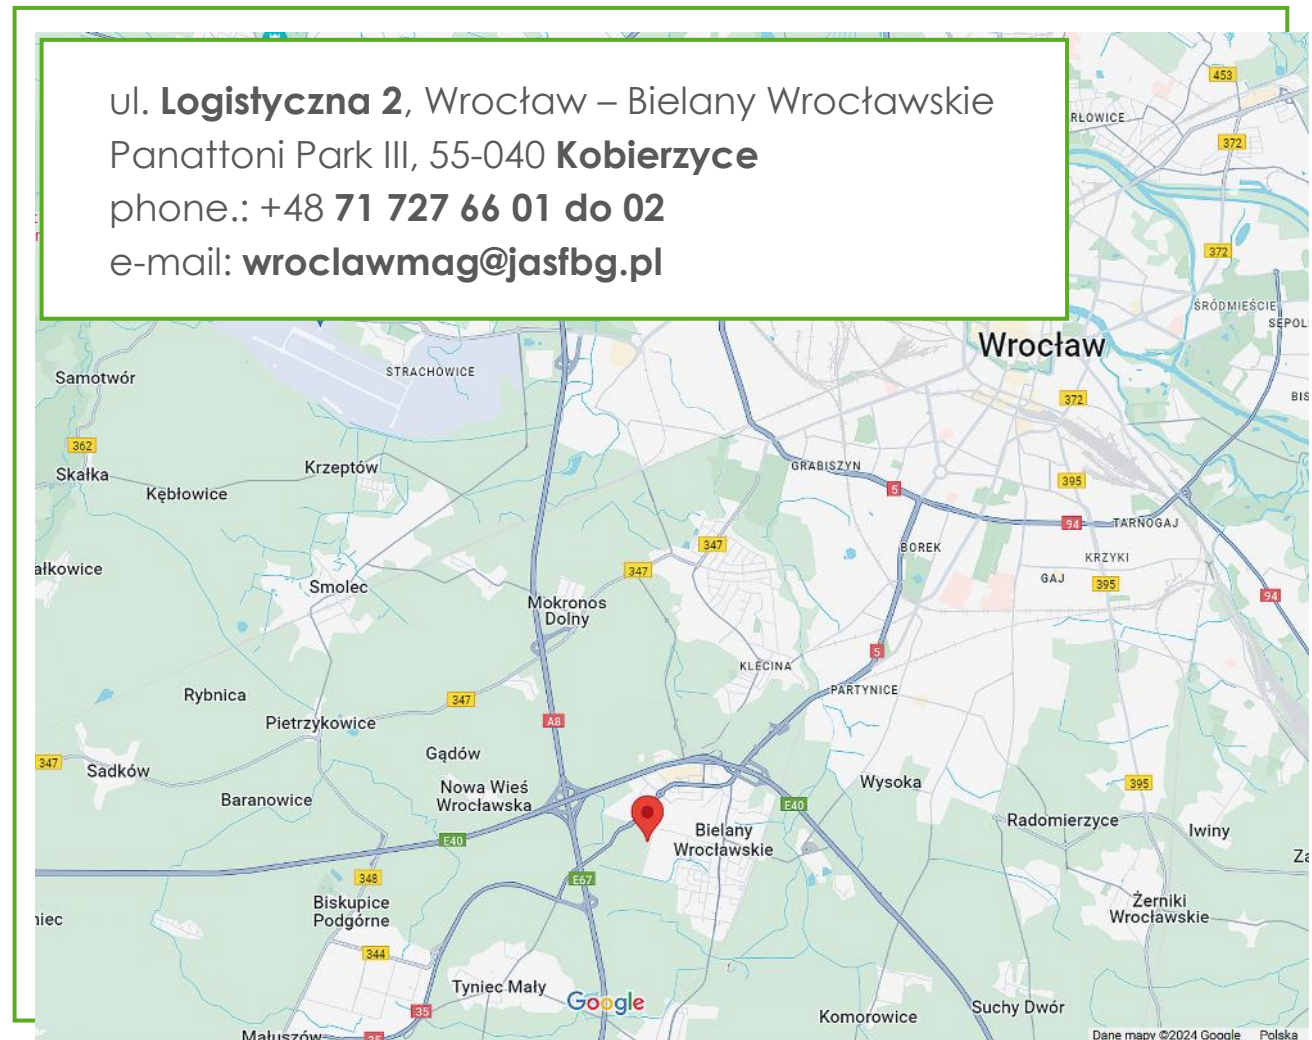 ul. Logistyczna 2, Wrocław – Bielany Wrocławskie
Panattoni Park III, 55-040 Kobierzyce
phone.: +48 71 727 66 01 do 02
e-mail: wroclawmag@jasfbg.pl
453
372
372
ŚRÓDMIEŚCIE
Wrocław
STRACHOWICE
Samotwór
372
362
Skałka
Krzeptów
Kębłowice
GRABISZYN
5
395
94
TARNOGAJ
347
347
BOREK
KRZYKI
GAJ
395
94
Smolec
Mokronos
Dolny
5
KLECINA
PARTYNICE
Rybnica
347
Pietrzykowice
A8
Gądów
347
Sadków
Nowa Wieś
Wrocławska
Baranowice
Wysoka
395
E40
E40
Bielany
Wrocławskie
Radomierzyce
Iwiny
348
E67
Biskupice
Podgórne
Żerniki
Wrocławskie
344
Tyniec Mały
Google
35
Komorowice
Suchy Dwór
Małuszów
35
Dane mapy ©2024 Google Polska